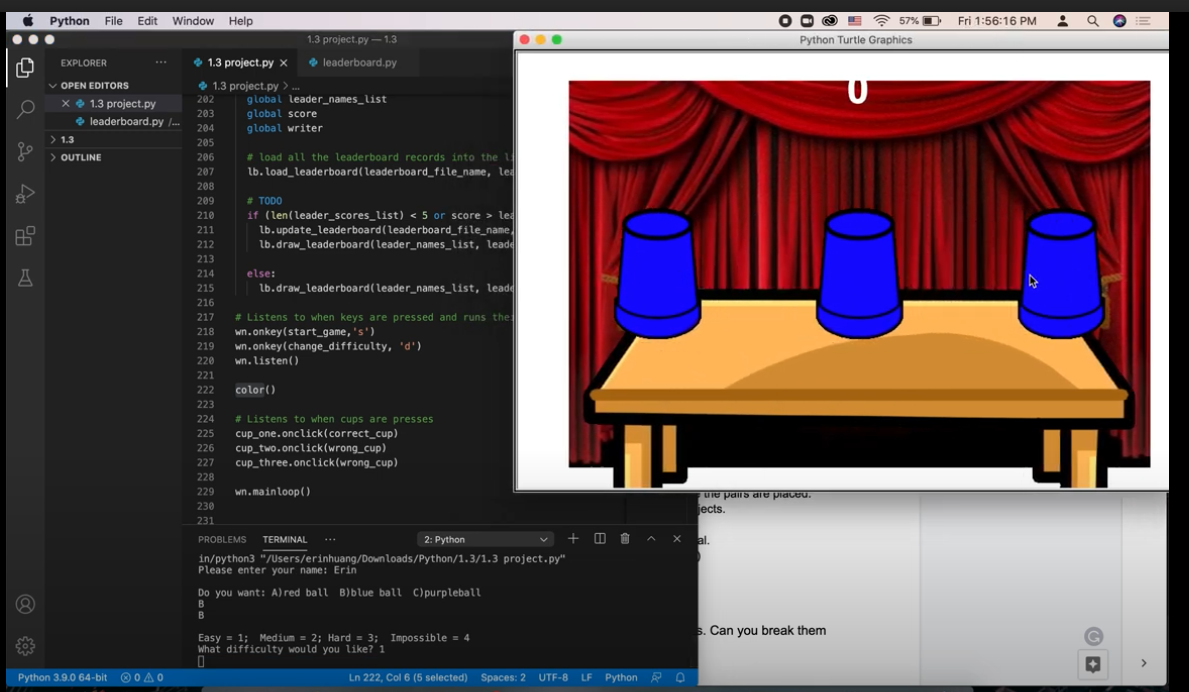 Python File Edit Window Help
57% Fri 1:56:16 PM
1.3 project.py — 1.3
Python Turtle Graphics
EXPLORER
OPEN EDITORS
1.3 project.py
leaderboard.py /...
1.3
OUTLINE
1.3 project.py
leaderboard.py
1.3 project.py > ...
202 global leader_names_list
203 global score
204 global writer
205
206 # load all the leaderboard records into the
207 lb.load_leaderboard(leaderboard_file_name,
208
209 # TODO
210 if (len(leader_scores_list) < 5 or score >
211 lb.update_leaderboard(leaderboard_file_name,
212 lb.draw_leaderboard(leader_names_list,
213
214 else:
215 lb.draw_leaderboard(leader_names_list,
216
217 # Listens to when keys are pressed and runs
218 wn.onkey(start_game,'s')
219 wn.onkey(change_difficulty, 'd')
220 wn.listen()
221
222 color()
223
224 # Listens to when cups are presses
225 cup_one.onclick(correct_cup)
226 cup_two.onclick(wrong_cup)
227 cup_three.onclick(wrong_cup)
228
229 wn.mainloop()
230
231
0
PROBLEMS TERMINAL ...
2: Python
in/python3 "/Users/erinhuang/Downloads/Python/1.3/1.3 project.py"
Please enter your name: Erin
Do you want: A)red ball B)blue ball C)purpleball
B
B
Easy = 1; Medium = 2; Hard = 3; Impossible = 4
What difficulty would you like? 1
the pairs are placed.
jects.
al.
s. Can you break them
Python 3.9.0 64-bit 0 0
Ln 222, Col 6 (5 selected) Spaces: 2 UTF-8 LF Python